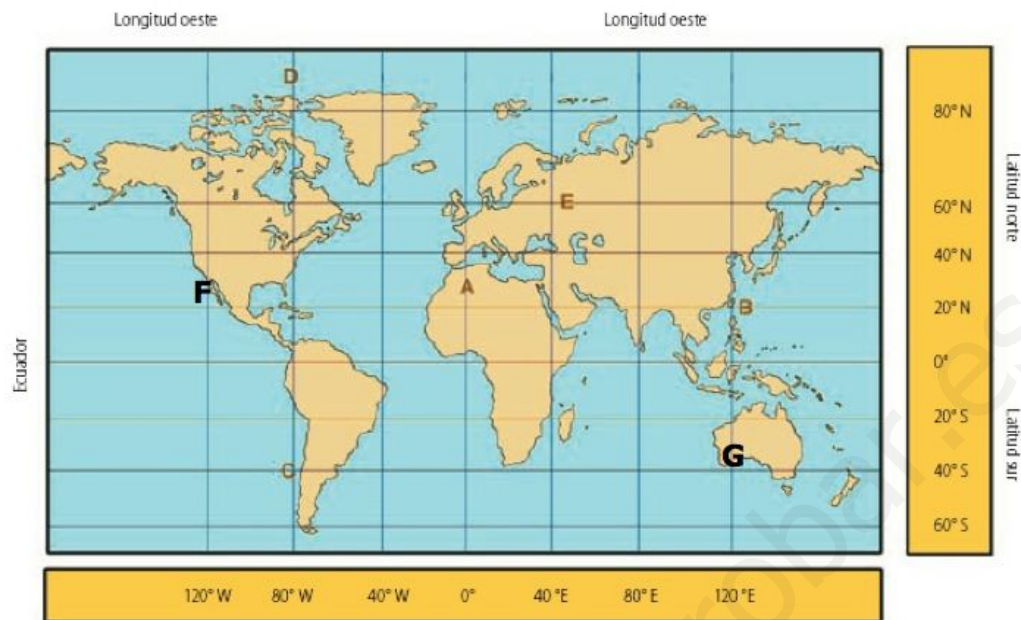 Longitud oeste Longitud oeste
D
80° N
Latitud norte
E
60° N
40° N
F
A
B
20° N
Ecuador
0°
20° S
Latitud sur
G
C
40° S
60° S
120° W 80° W 40° W 0° 40 °E 80° E 120 °E